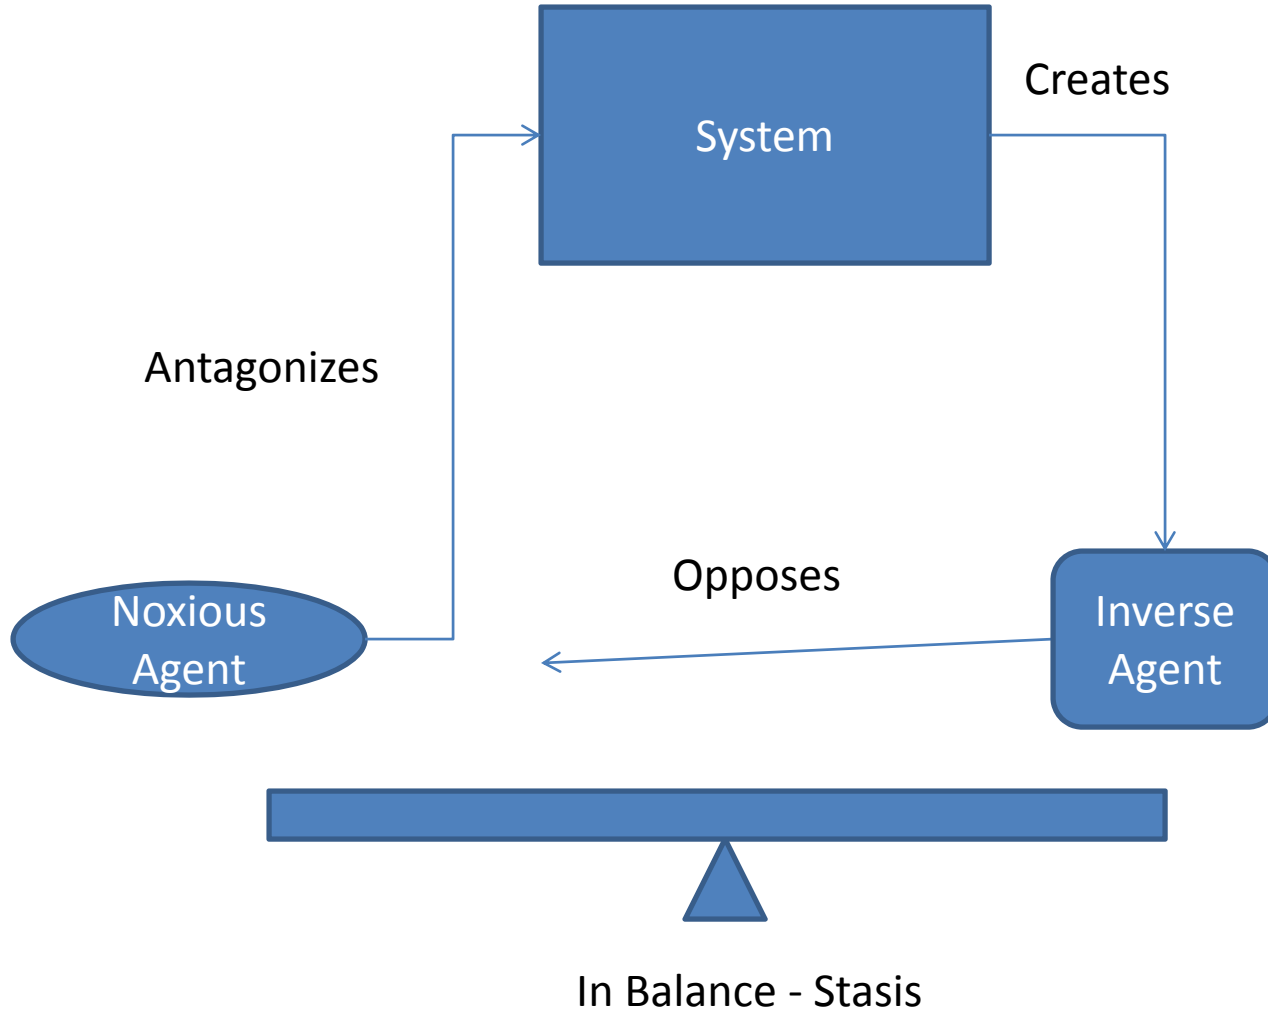 System
Creates
Antagonizes
Opposes
Noxious
Agent
Inverse
Agent
In Balance - Stasis